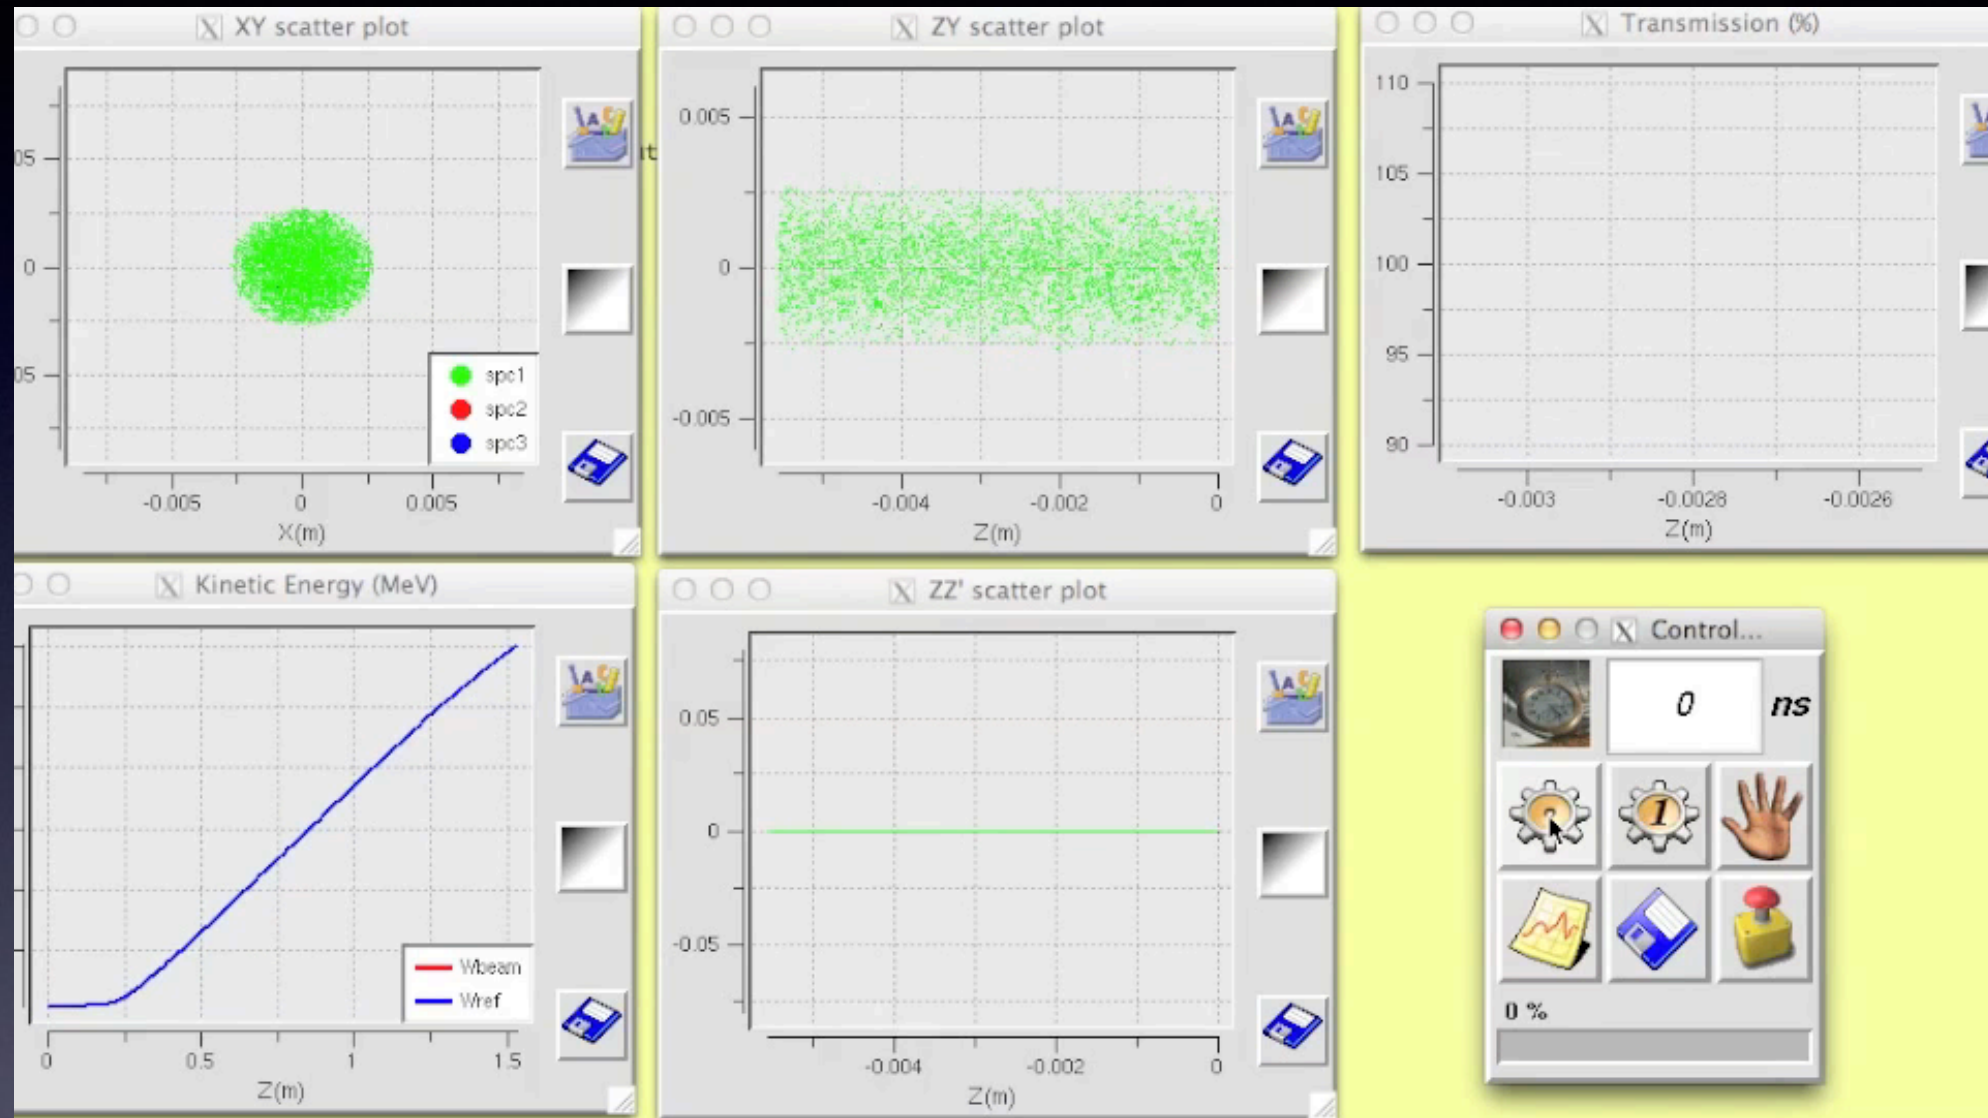 XY scatter plot
05
0
05
-0.005 0 0.005
X(m)
spc1
spc2
spc3
ZY scatter plot
0.005
0
-0.005
-0.004 -0.002 0
Z(m)
Transmission (%)
110
105
100
95
90
-0.003 -0.0028 -0.0026
Z(m)
Kinetic Energy (MeV)
Wbeam
Wref
0 0.5 1 1.5
Z(m)
ZZ' scatter plot
0.05
0
-0.05
-0.004 -0.002 0
Z(m)
Control...
0 ns
1
0 %